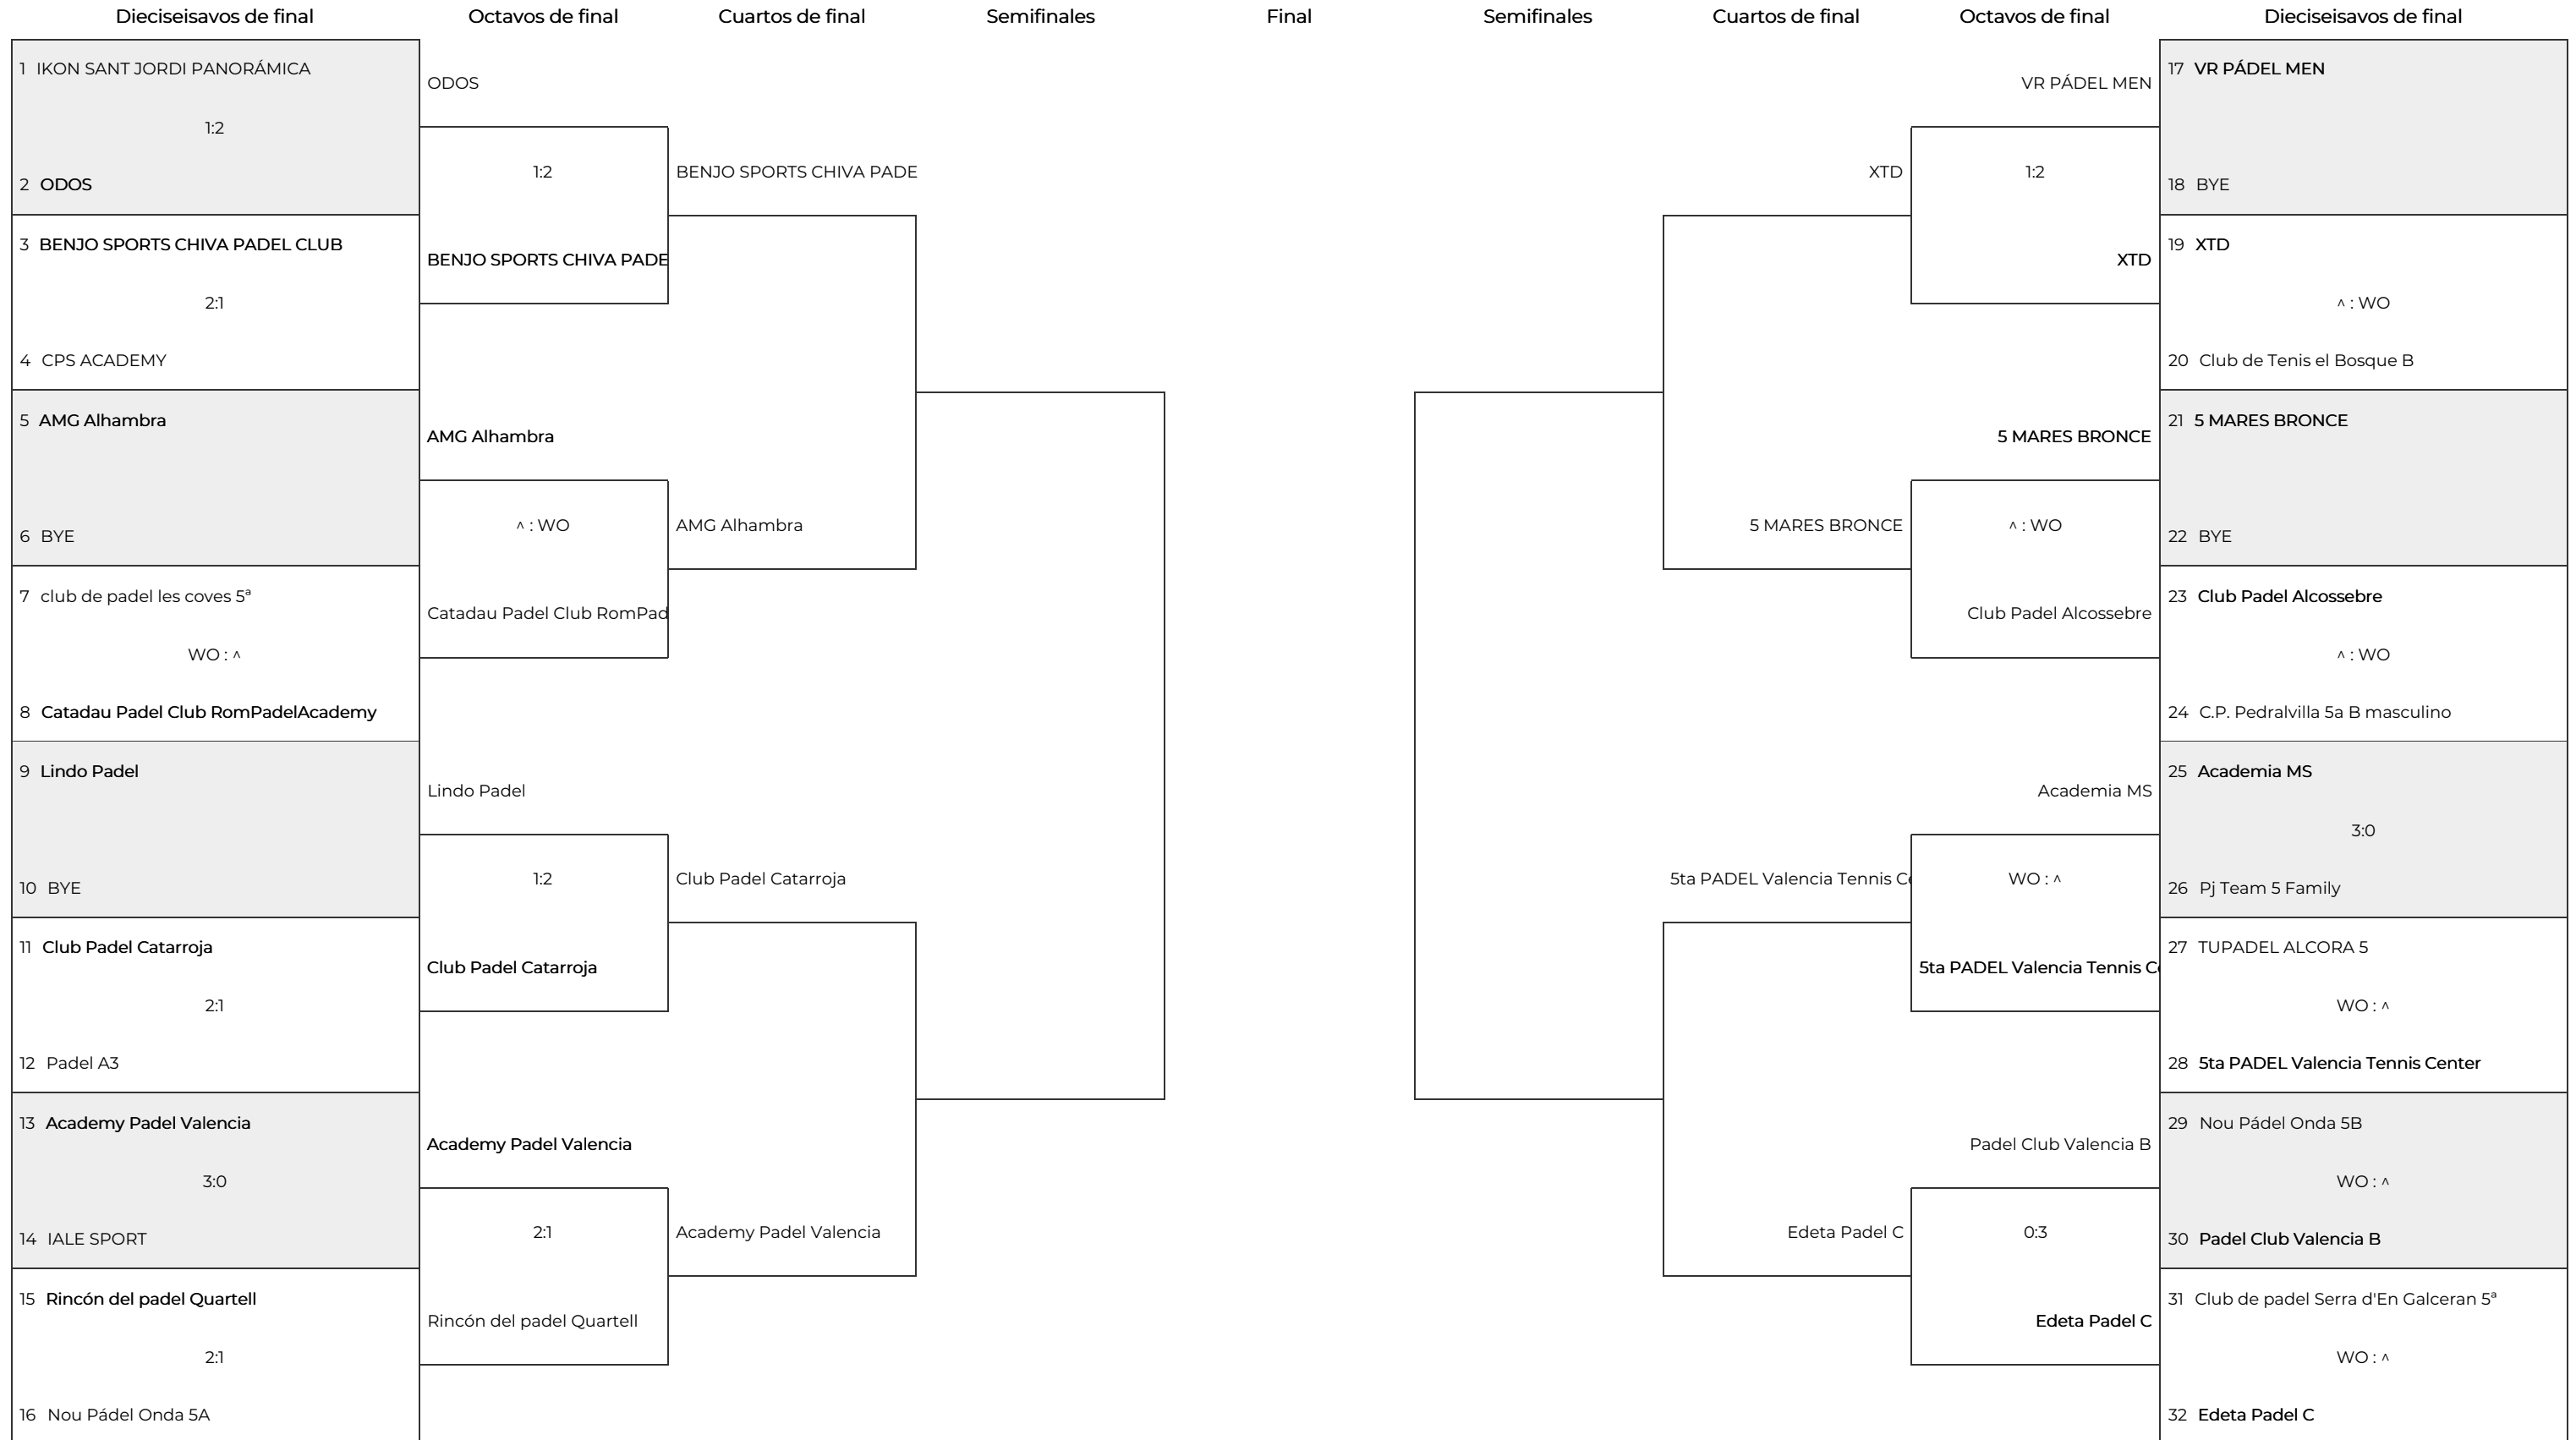 Dieciseisavos de final
Octavos de final
Cuartos de final
Semifinales
Final
Semifinales
Cuartos de final
Octavos de final
Dieciseisavos de final
1 IKON SANT JORDI PANORÁMICA
1:2
2 ODOS
3 BENJO SPORTS CHIVA PADEL CLUB
2:1
4 CPS ACADEMY
5 AMG Alhambra
6 BYE
7 club de padel les coves 5ª
WO : ^
8 Catadau Padel Club RomPadelAcademy
9 Lindo Padel
10 BYE
11 Club Padel Catarroja
2:1
12 Padel A3
13 Academy Padel Valencia
3:0
14 IALE SPORT
15 Rincón del padel Quartell
2:1
16 Nou Pádel Onda 5A
ODOS
1:2
BENJO SPORTS CHIVA PADE
AMG Alhambra
^ : WO
Catadau Padel Club RomPad
Lindo Padel
1:2
Club Padel Catarroja
Academy Padel Valencia
2:1
Rincón del padel Quartell
BENJO SPORTS CHIVA PADE
AMG Alhambra
Club Padel Catarroja
Academy Padel Valencia
XTD
5 MARES BRONCE
5ta PADEL Valencia Tennis Ce
Edeta Padel C
VR PÁDEL MEN
1:2
XTD
5 MARES BRONCE
^ : WO
Club Padel Alcossebre
Academia MS
WO : ^
5ta PADEL Valencia Tennis Ce
Padel Club Valencia B
0:3
Edeta Padel C
17 VR PÁDEL MEN
18 BYE
19 XTD
^ : WO
20 Club de Tenis el Bosque B
21 5 MARES BRONCE
22 BYE
23 Club Padel Alcossebre
^ : WO
24 C.P. Pedralvilla 5a B masculino
25 Academia MS
3:0
26 Pj Team 5 Family
27 TUPADEL ALCORA 5
WO : ^
28 5ta PADEL Valencia Tennis Center
29 Nou Pádel Onda 5B
WO : ^
30 Padel Club Valencia B
31 Club de padel Serra d'En Galceran 5ª
WO : ^
32 Edeta Padel C